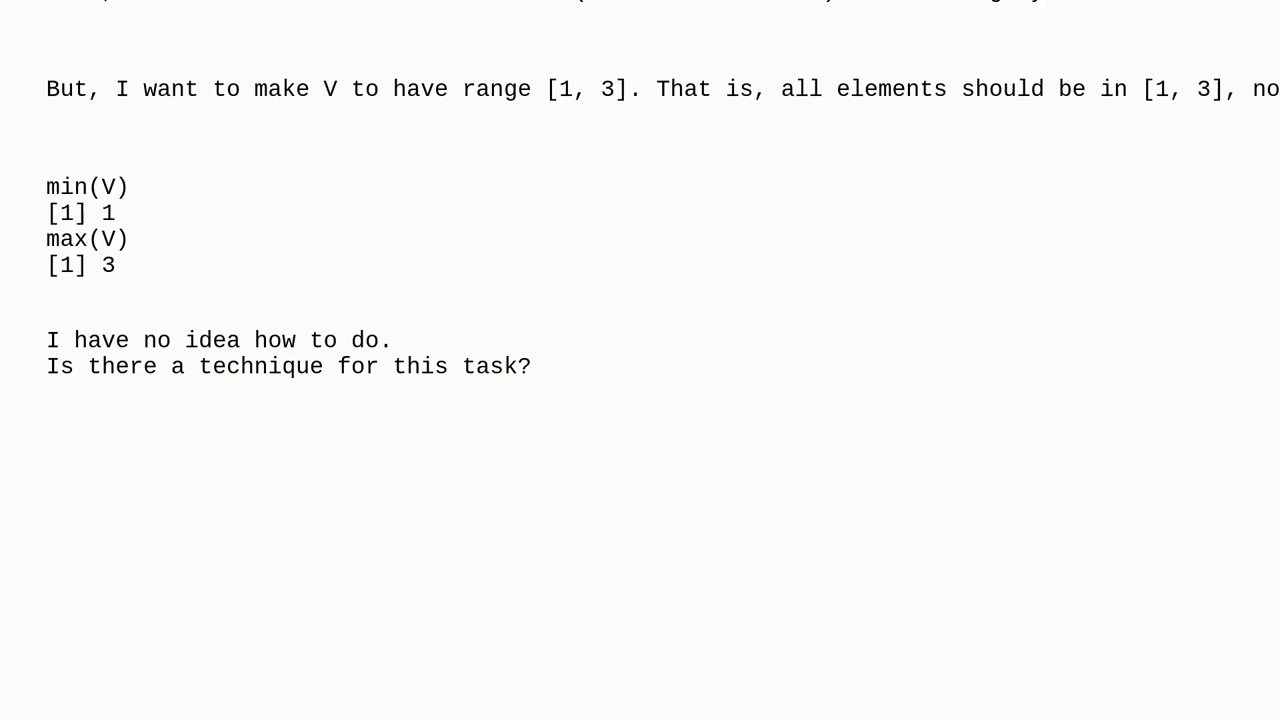 But, I want to make V to have range [1, 3]. That is, all elements should be in [1, 3], no
min(V)
[1] 1
max(V)
[1] 3
I have no idea how to do.
Is there a technique for this task?